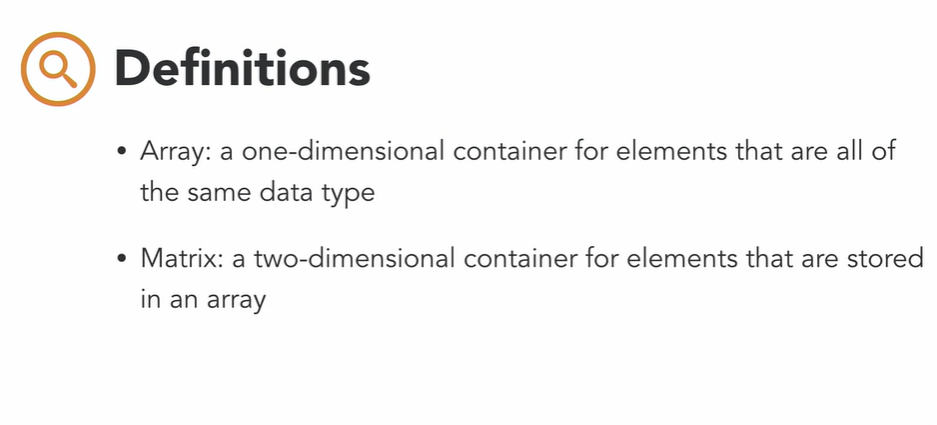 Definitions
• Array: a one-dimensional container for elements that are all of
the same data type
• Matrix: a two-dimensional container for elements that are stored
in an array